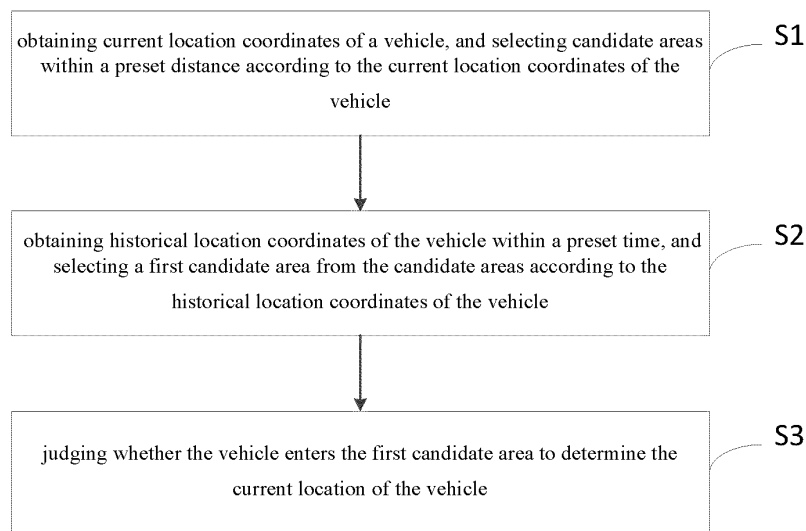 obtaining current location coordinates of a vehicle, and selecting candidate areas
within a preset distance according to the current location coordinates of the
vehicle
S1
obtaining historical location coordinates of the vehicle within a preset time, and
selecting a first candidate area from the candidate areas according to the
historical location coordinates of the vehicle
S2
judging whether the vehicle enters the first candidate area to determine the
current location of the vehicle
S3